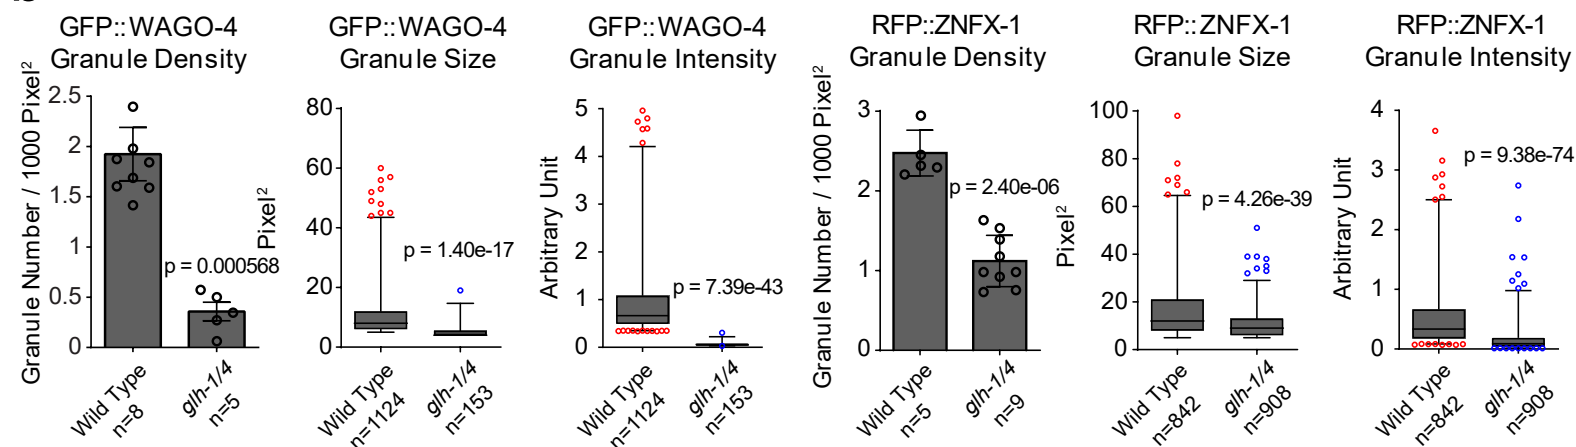 GFP::WAGO-4
Granule Density
Granule Number / 1000 Pixel²
2.5
2
1.5
1
0.5
0
p = 0.000568
Wild Type
n=8
glh-1/4
n=5
GFP::WAGO-4
Granule Size
Pixel²
80
60
40
20
0
p = 1.40e-17
Wild Type
n=1124
glh-1/4
n=153
GFP::WAGO-4
Granule Intensity
Arbitrary Unit
5
4
3
2
1
0
p = 7.39e-43
Wild Type
n=1124
glh-1/4
n=153
RFP::ZNFX-1
Granule Density
Granule Number / 1000 Pixel²
3
2
1
0
p = 2.40e-06
Wild Type
n=5
glh-1/4
n=9
RFP::ZNFX-1
Granule Size
Pixel²
100
80
60
40
20
0
p = 4.26e-39
Wild Type
n=842
glh-1/4
n=908
RFP::ZNFX-1
Granule Intensity
Arbitrary Unit
4
3
2
1
0
p = 9.38e-74
Wild Type
n=842
glh-1/4
n=908